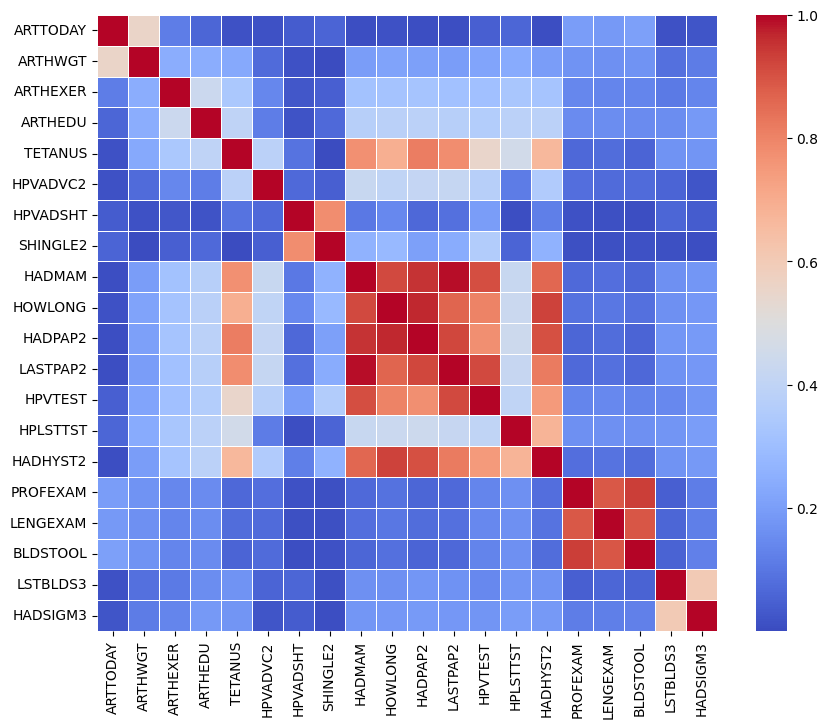 ARTTODAY
ARTHWGT
ARTHEXER
ARTHEDU
TETANUS
HPVADVC2
HPVADSHT
SHINGLE2
HADMAM
HOWLONG
HADPAP2
LASTPAP2
HPVTEST
HPLSTTST
HADHYST2
PROFEXAM
LENGEXAM
BLDSTOOL
LSTBLDS3
HADSIGM3
ARTTODAY
ARTHWGT
ARTHEXER
ARTHEDU
TETANUS
HPVADVC2
HPVADSHT
SHINGLE2
HADMAM
HOWLONG
HADPAP2
LASTPAP2
HPVTEST
HPLSTTST
HADHYST2
PROFEXAM
LENGEXAM
BLDSTOOL
LSTBLDS3
HADSIGM3
1.0
0.8
0.6
0.4
0.2